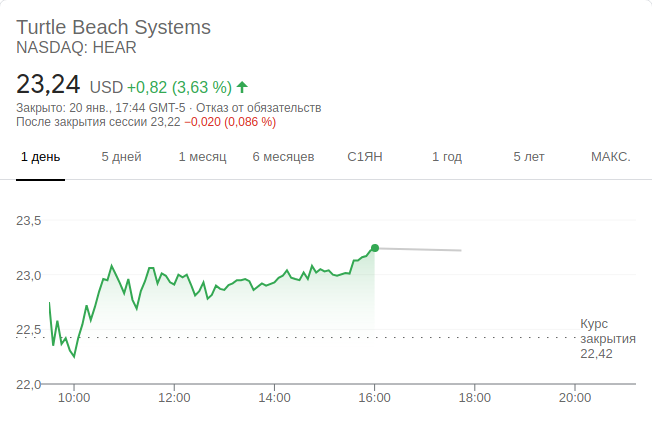 Turtle Beach Systems
NASDAQ: HEAR
23,24 USD +0,82 (3,63 %)
Закрыто: 20 янв., 17:44 GMT-5 · Отказ от обязательств
После закрытия сессии 23,22 −0,020 (0,086 %)
1 день 5 дней 1 месяц 6 месяцев С1ЯН 1 год 5 лет МАКС.
23,5
23,0
22,5
22,0
Курс
закрытия
22,42
10:00 12:00 14:00 16:00 18:00 20:00